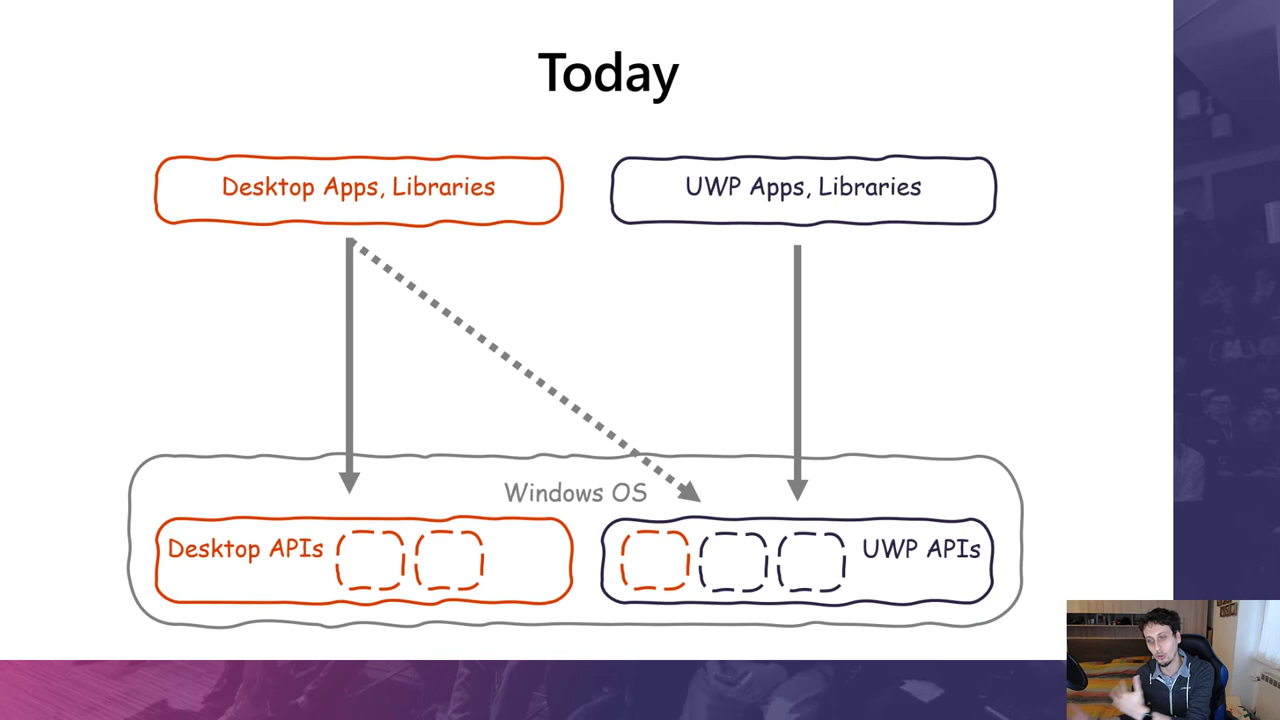 Today
Desktop Apps, Libraries
UWP Apps, Libraries
Windows OS
Desktop APIs
UWP APIs